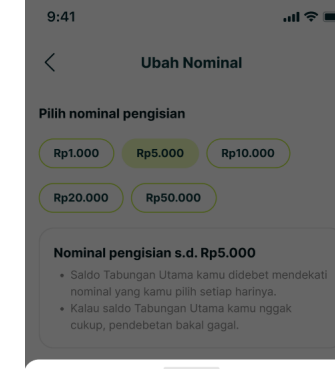 9:41
Ubah Nominal
Pilih nominal pengisian
Rp1.000 Rp5.000 Rp10.000
Rp20.000 Rp50.000
Nominal pengisian s.d. Rp5.000
• Saldo Tabungan Utama kamu didebet mendekati
nominal yang kamu pilih setiap harinya.
• Kalau saldo Tabungan Utama kamu nggak
cukup, pendebetan bakal gagal.